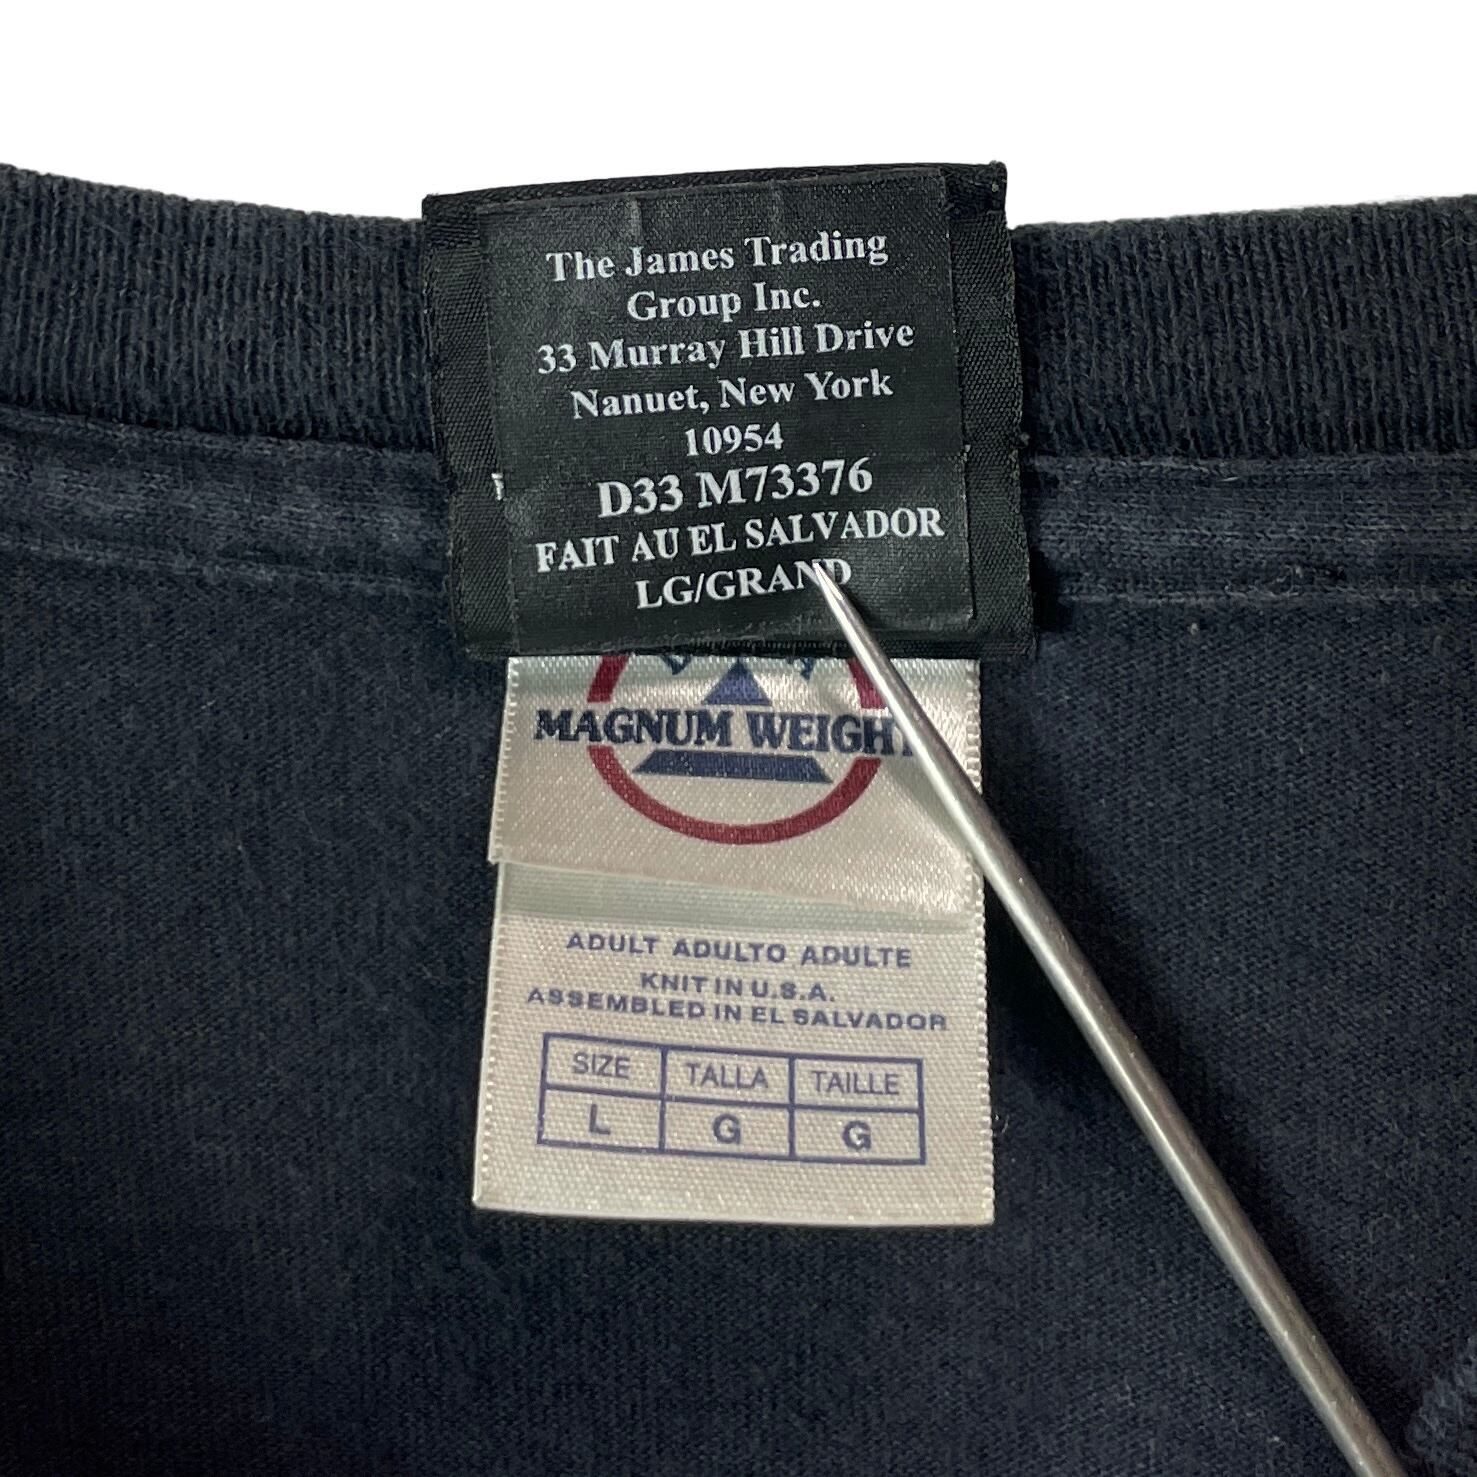 The James Trading
Group Inc.
33 Murray Hill Drive
Nanuet, New York
10954
D33 M73376
FAIT AU EL SALVADOR
LG/GRAND
MAGNUM WEIGHT
ADULT ADULTO ADULTE
KNIT IN U.S.A.
ASSEMBLED IN EL SALVADOR
SIZE TALLA TAILLE
L G G